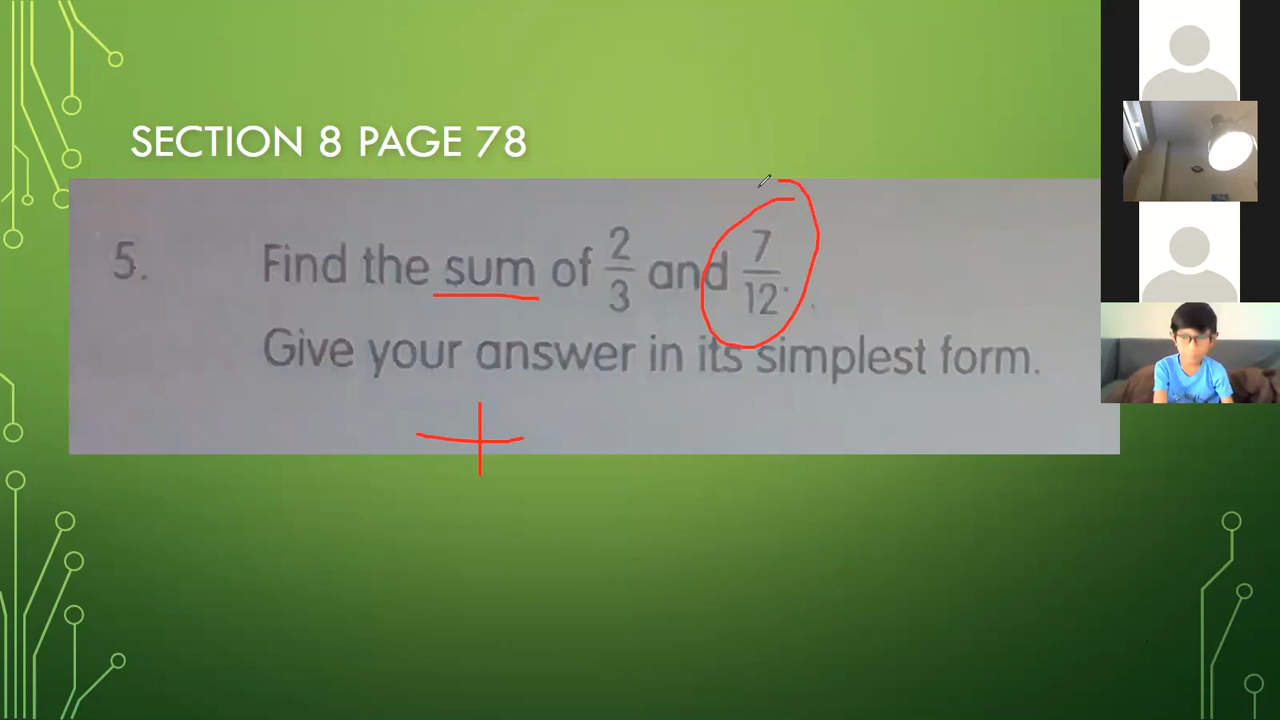 SECTION 8 PAGE 78
5. Find the sum of 2/3 and 7/12.
Give your answer in its simplest form.
+